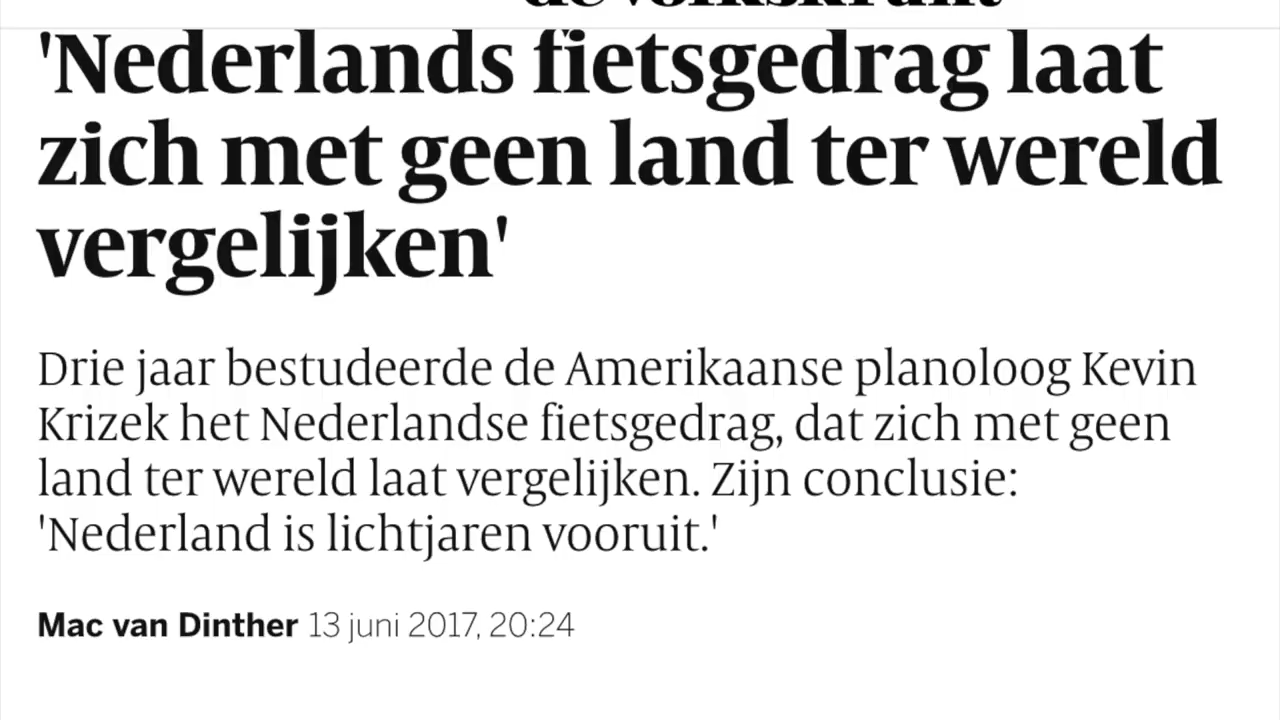 de Volkskrant
'Nederlands fietsgedrag laat
zich met geen land ter wereld
vergelijken'
Drie jaar bestudeerde de Amerikaanse planoloog Kevin
Krizek het Nederlandse fietsgedrag, dat zich met geen
land ter wereld laat vergelijken. Zijn conclusie:
'Nederland is lichtjaren vooruit.'
Mac van Dinther 13 juni 2017, 20:24